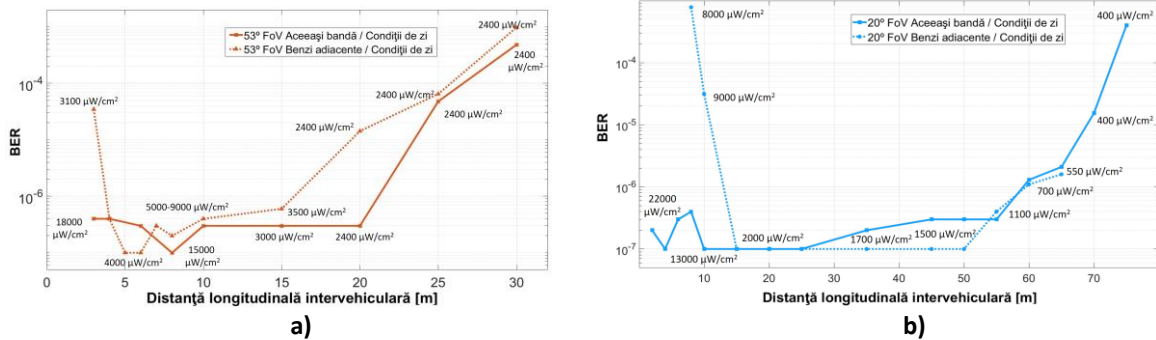 53º FoV Aceeaşi bandă / Condiţii de zi
53º FoV Benzi adiacente / Condiţii de zi
2400 µW/cm²
2400
µW/cm²
3100 µW/cm²
2400 µW/cm²
2400 µW/cm²
2400 µW/cm²
5000-9000 µW/cm²
3500 µW/cm²
18000
µW/cm²
4000 µW/cm²
15000
µW/cm²
3000 µW/cm²
2400 µW/cm²
BER
10⁻⁴
10⁻⁶
0 5 10 15 20 25 30
Distanţă longitudinală intervehiculară [m]
a)
20º FoV Aceeaşi bandă / Condiţii de zi
20º FoV Benzi adiacente / Condiţii de zi
8000 µW/cm²
400 µW/cm²
9000 µW/cm²
400 µW/cm²
22000
µW/cm²
550 µW/cm²
700 µW/cm²
1100 µW/cm²
2000 µW/cm²
1700 µW/cm²
1500 µW/cm²
13000 µW/cm²
BER
10⁻⁴
10⁻⁵
10⁻⁶
10⁻⁷
10 20 30 40 50 60 70
Distanţă longitudinală intervehiculară [m]
b)